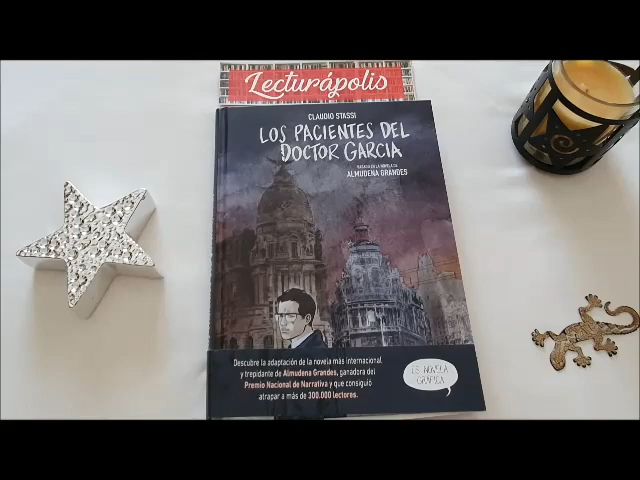 Lecturápolis
CLAUDIO STASSI
LOS PACIENTES DEL
DOCTOR GARCIA
BASADO EN LA NOVELA DE
ALMUDENA GRANDES
Descubre la adaptación de la novela más internacional
y trepidante de Almudena Grandes, ganadora del
Premio Nacional de Narrativa y que consiguió
atrapar a más de 300.000 lectores.
ES NOVELA
GRÁFICA